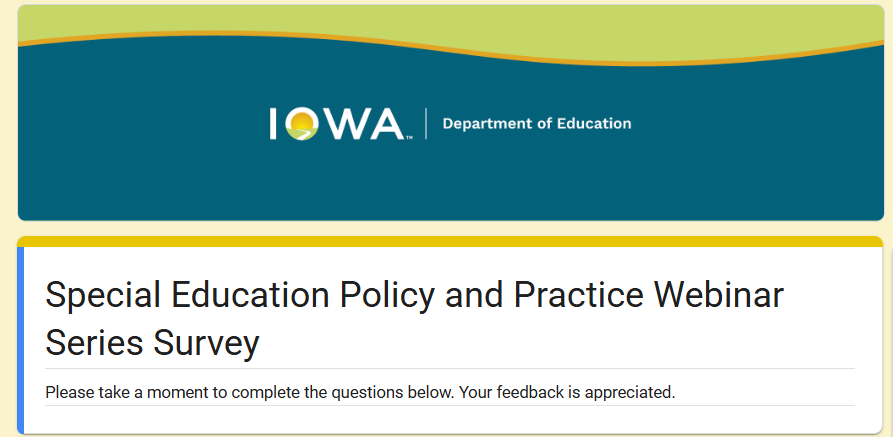 IOWA™ Department of Education
Special Education Policy and Practice Webinar
Series Survey
Please take a moment to complete the questions below. Your feedback is appreciated.